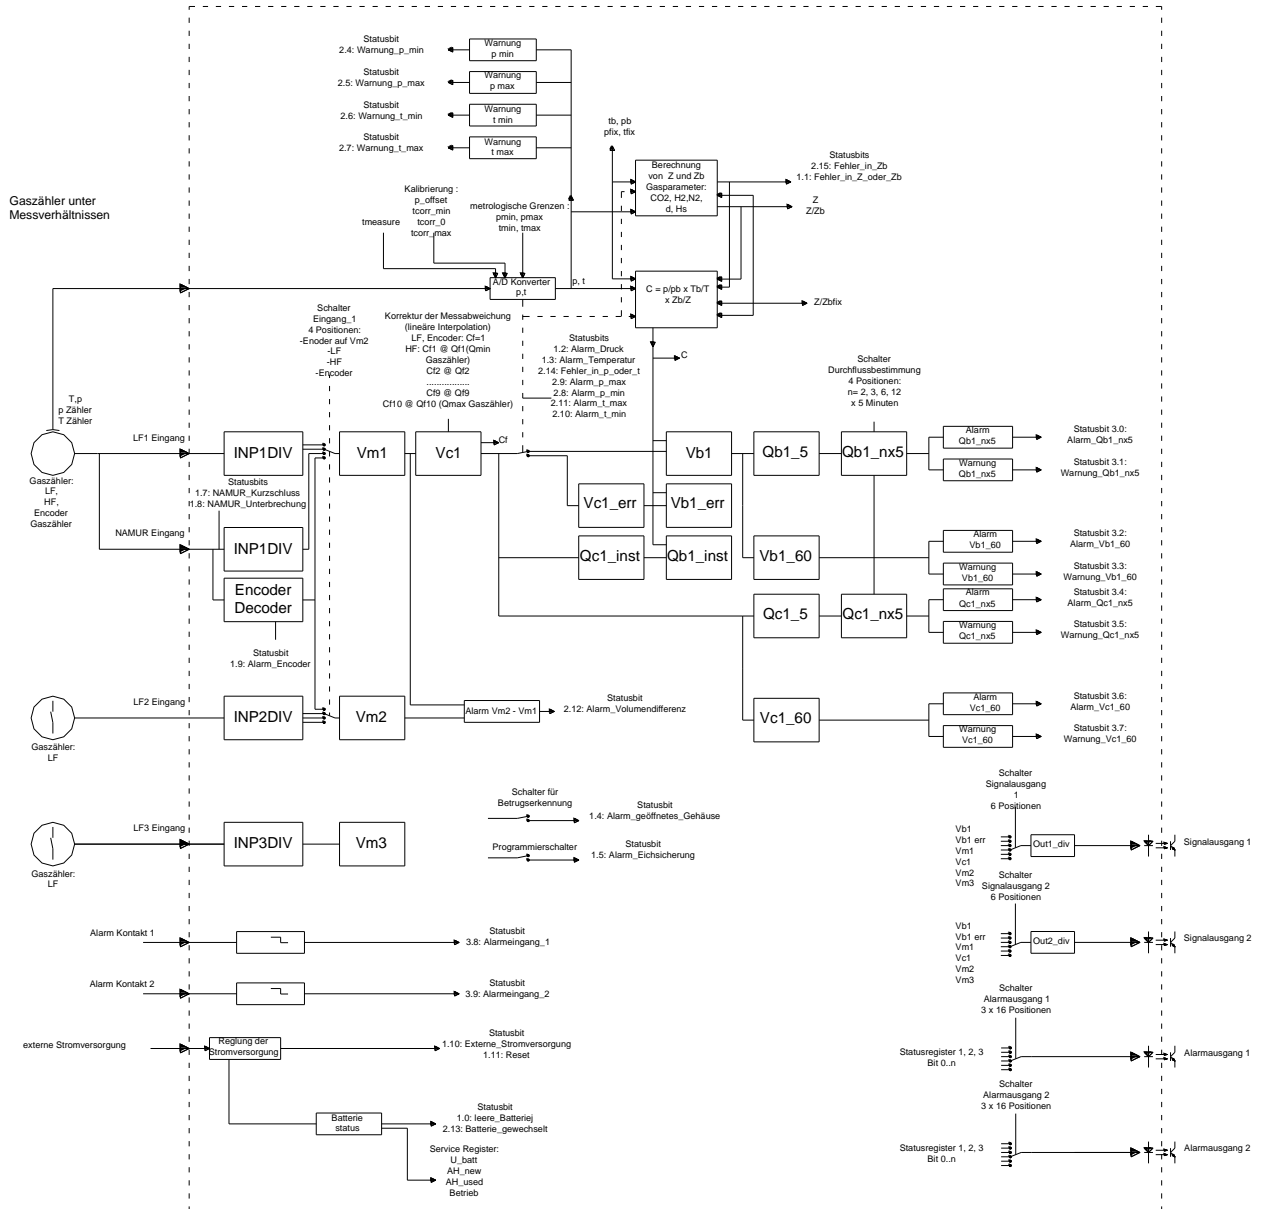 Statusbit
2.4: Warnung_p_min
Warnung
p min
Statusbit
2.5: Warnung_p_max
Warnung
p max
Statusbit
2.6: Warnung_t_min
Warnung
t min
Statusbit
2.7: Warnung_t_max
Warnung
t max
tb, pb
pfix, tfix
Berechnung
von Z und Zb
Gasparameter:
CO2, H2,N2,
d, Hs
Statusbits
2.15: Fehler_in_Zb
1.1: Fehler_in_Z_oder_Zb
Z
Z/Zb
Gaszähler unter
Messverhältnissen
Kalibrierung :
p_offset
tcorr_min
tcorr_0
tcorr_max
tmeasure
metrologische Grenzen :
pmin, pmax
tmin, tmax
A/D Konverter
p,t
p, t
C = p/pb x Tb/T
x Zb/Z
Z/Zbfix
C
Schalter
Eingang_1
4 Positionen:
-Enoder auf Vm2
-LF
-HF
-Encoder
Korrektur der Messabweichung
(lineäre Interpolation)
LF, Encoder: Cf=1
HF: Cf1 @ Qf1(Qmin
Gaszähler)
Cf2 @ Qf2
.................
Cf9 @ Qf9
Cf10 @ Qf10 (Qmax Gaszähler)
Statusbits
1.2: Alarm_Druck
1.3: Alarm_Temperatur
2.14: Fehler_in_p_oder_t
2.9: Alarm_p_max
2.8: Alarm_p_min
2.11: Alarm_t_max
2.10: Alarm_t_min
Schalter
Durchflussbestimmung
4 Positionen:
n= 2, 3, 6, 12
x 5 Minuten
T,p
p Zähler
T Zähler
LF1 Eingang
Gaszähler:
LF,
HF,
Encoder
Gaszähler
INP1DIV
Vm1
Vc1
Cf
Vb1
Qb1_5
Qb1_nx5
Alarm
Qb1_nx5
Statusbit 3.0:
Alarm_Qb1_nx5
Warnung
Qb1_nx5
Statusbit 3.1:
Warnung_Qb1_nx5
Statusbits
1.7: NAMUR_Kurzschluss
1.8: NAMUR_Unterbrechung
Vc1_err
Vb1_err
NAMUR Eingang
INP1DIV
Qc1_inst
Qb1_inst
Vb1_60
Alarm
Vb1_60
Statusbit 3.2:
Alarm_Vb1_60
Warnung
Vb1_60
Statusbit 3.3:
Warnung_Vb1_60
Encoder
Decoder
Qc1_5
Qc1_nx5
Alarm
Qc1_nx5
Statusbit 3.4:
Alarm_Qc1_nx5
Warnung
Qc1_nx5
Statusbit 3.5:
Warnung_Qc1_nx5
Statusbit
1.9: Alarm_Encoder
LF2 Eingang
Gaszähler:
LF
INP2DIV
Vm2
Alarm Vm2 - Vm1
Statusbit
2.12: Alarm_Volumendifferenz
Vc1_60
Alarm
Vc1_60
Statusbit 3.6:
Alarm_Vc1_60
Warnung
Vc1_60
Statusbit 3.7:
Warnung_Vc1_60
LF3 Eingang
Gaszähler:
LF
INP3DIV
Vm3
Schalter für
Betrugserkennung
Statusbit
1.4: Alarm_geöffnetes_Gehäuse
Programmierschalter
Statusbit
1.5: Alarm_Eichsicherung
Schalter
Signalausgang
1
6 Positionen
Vb1
Vb1 err
Vm1
Vc1
Vm2
Vm3
Out1_div
Signalausgang 1
Schalter
Signalausgang 2
6 Positionen
Vb1
Vb1 err
Vm1
Vc1
Vm2
Vm3
Out2_div
Signalausgang 2
Alarm Kontakt 1
Statusbit
3.8: Alarmeingang_1
Alarm Kontakt 2
Statusbit
3.9: Alarmeingang_2
Schalter
Alarmausgang 1
3 x 16 Positionen
Statusregister 1, 2, 3
Bit 0..n
Alarmausgang 1
externe Stromversorgung
Reglung der
Stromversorgung
Statusbit
1.10: Externe_Stromversorgung
1.11: Reset
Batterie
status
Statusbit
1.0: leere_Batteriej
2.13: Batterie_gewechselt
Service Register:
U_batt
AH_new
AH_used
Betrieb
Schalter
Alarmausgang 2
3 x 16 Positionen
Statusregister 1, 2, 3
Bit 0..n
Alarmausgang 2